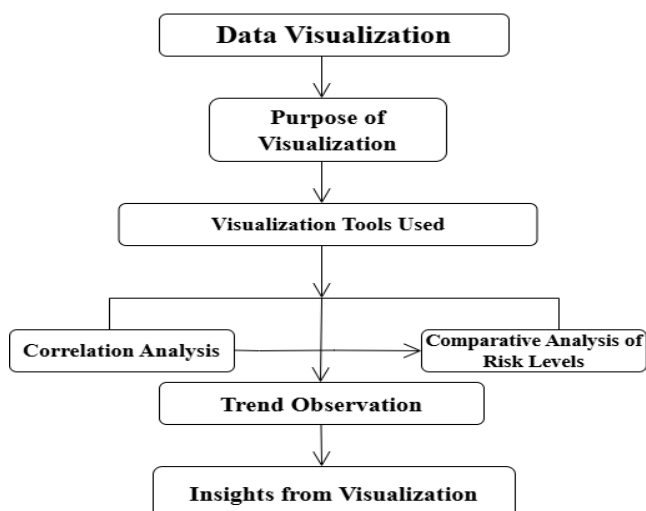 Data Visualization
Purpose of
Visualization
Visualization Tools Used
Correlation Analysis
Comparative Analysis of
Risk Levels
Trend Observation
Insights from Visualization